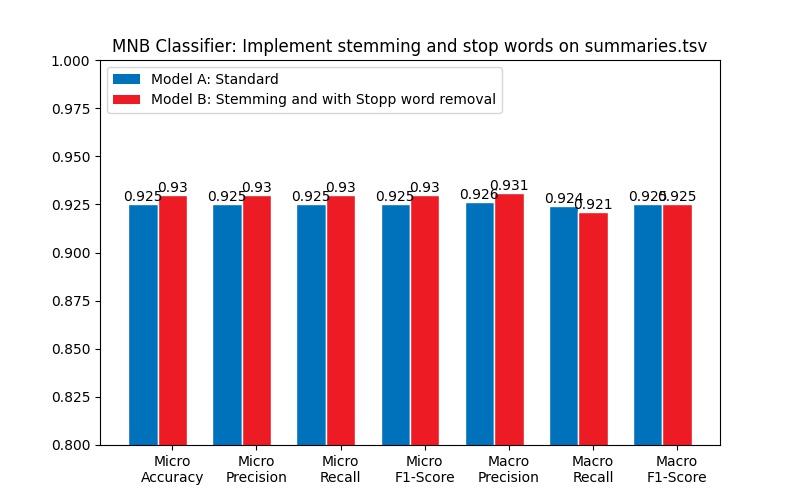 MNB Classifier: Implement stemming and stop words on summaries.tsv
1.000
0.975
0.950
0.925
0.900
0.875
0.850
0.825
0.800
Model A: Standard
Model B: Stemming and with Stopp word removal
0.925 0.93 0.925 0.93 0.925 0.93 0.925 0.93 0.926 0.931 0.924 0.921 0.925 0.925
Micro Micro Micro Micro Macro Macro Macro
Accuracy Precision Recall F1-Score Precision Recall F1-Score